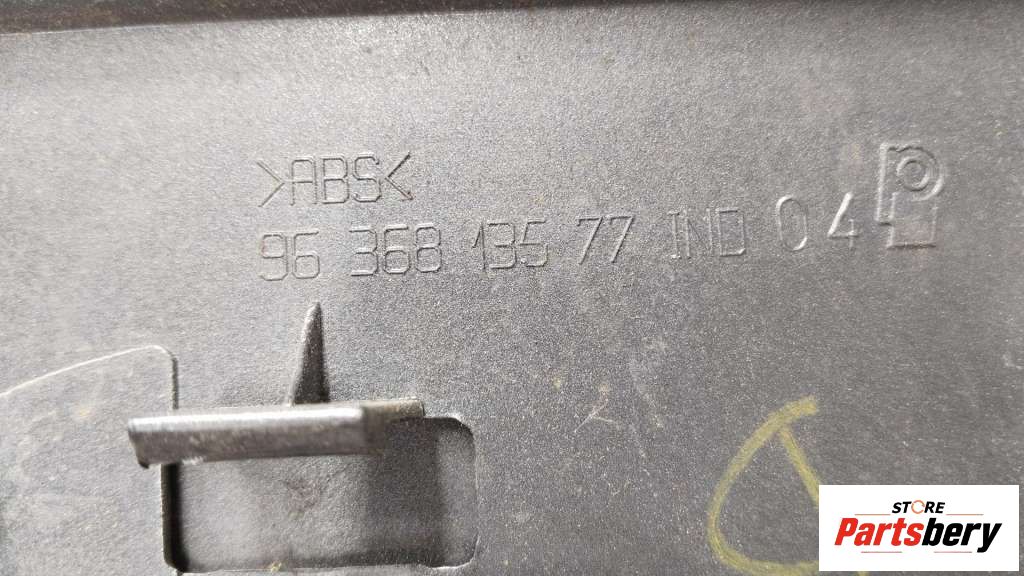 >ABS<
96 368 135 77 IND 04
STORE
Partsbery